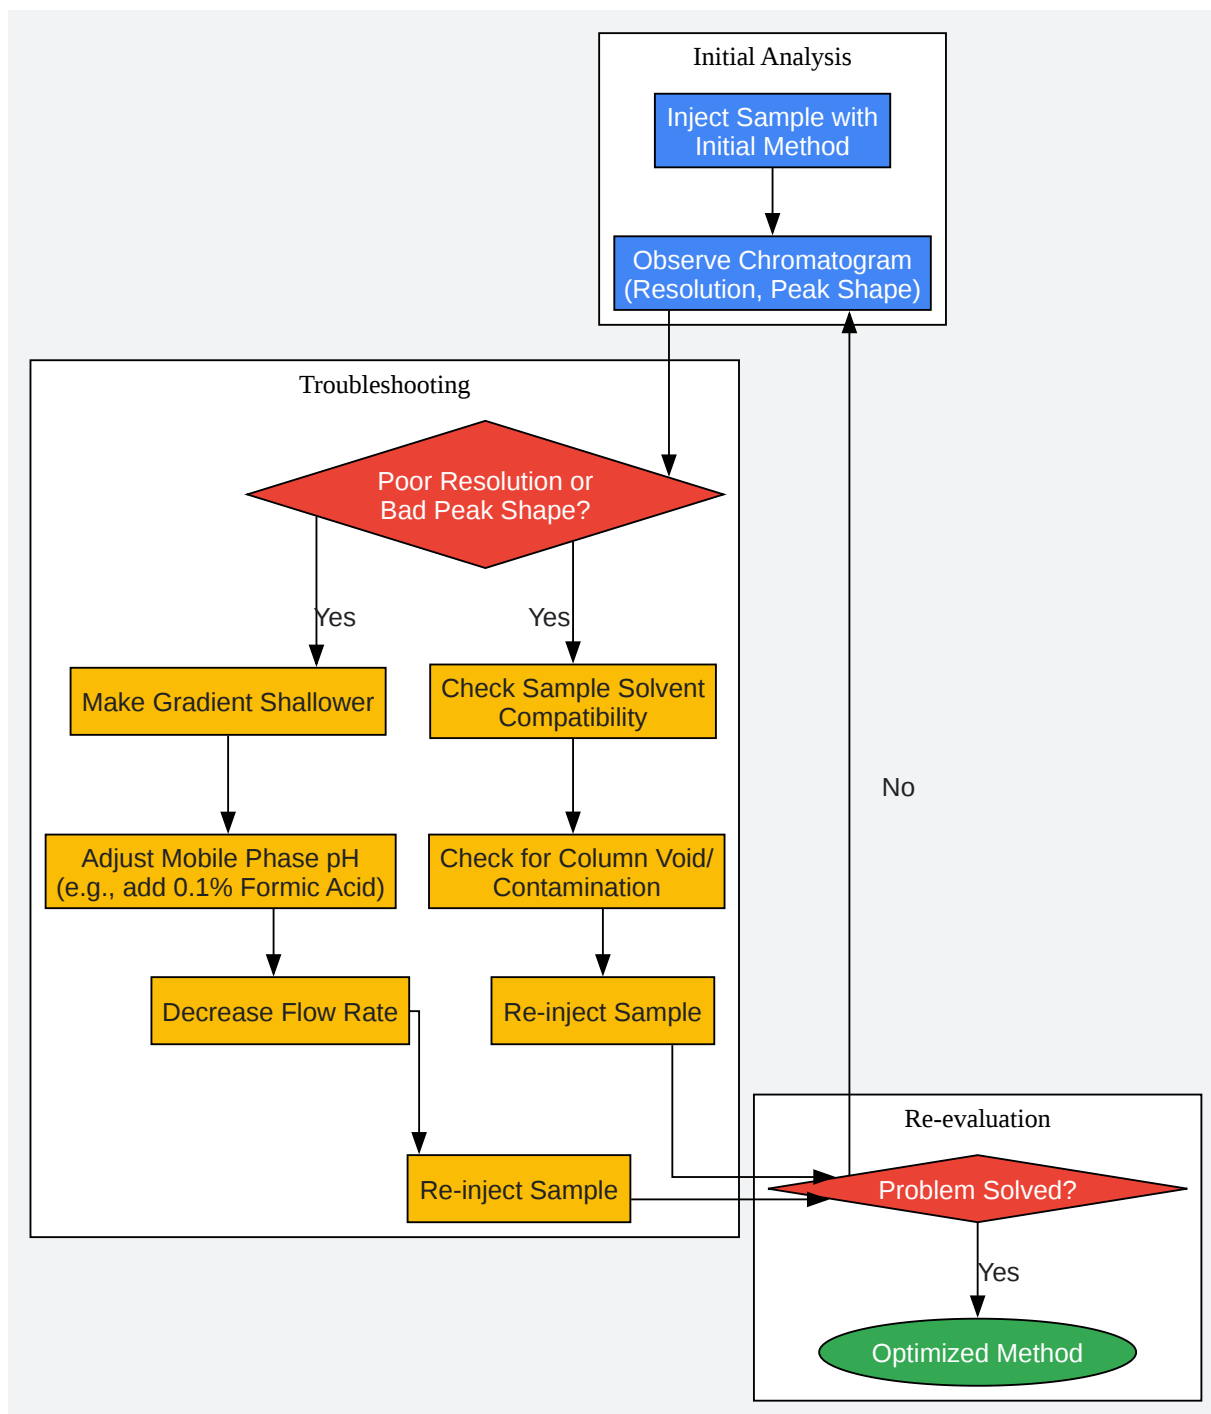 Initial Analysis
Inject Sample with
Initial Method
Observe Chromatogram
(Resolution, Peak Shape)
Troubleshooting
Poor Resolution or
Bad Peak Shape?
Yes
Yes
Make Gradient Shallower
Check Sample Solvent
Compatibility
No
Adjust Mobile Phase pH
(e.g., add 0.1% Formic Acid)
Check for Column Void/
Contamination
Decrease Flow Rate
Re-inject Sample
Re-inject Sample
Re-evaluation
Problem Solved?
Yes
Optimized Method